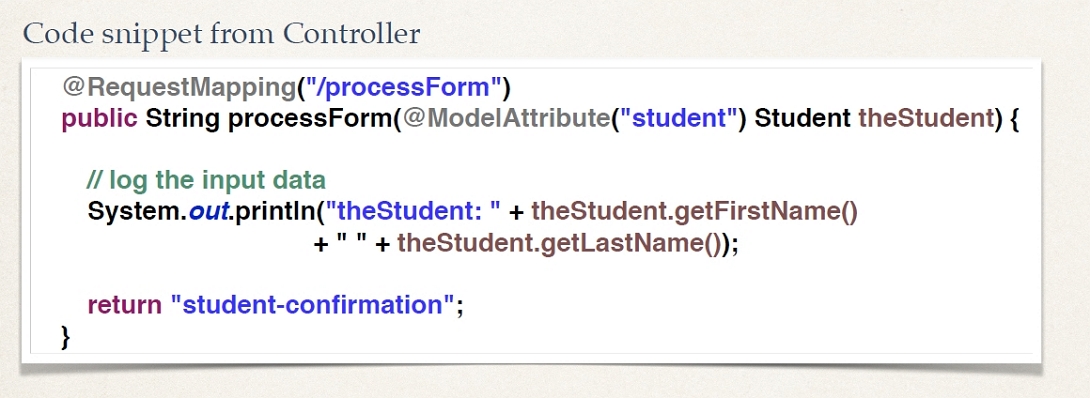 Code snippet from Controller
@RequestMapping("/processForm")
public String processForm(@ModelAttribute("student") Student theStudent) {
// log the input data
System.out.println("theStudent: " + theStudent.getFirstName()
+ " " + theStudent.getLastName());
return "student-confirmation";
}